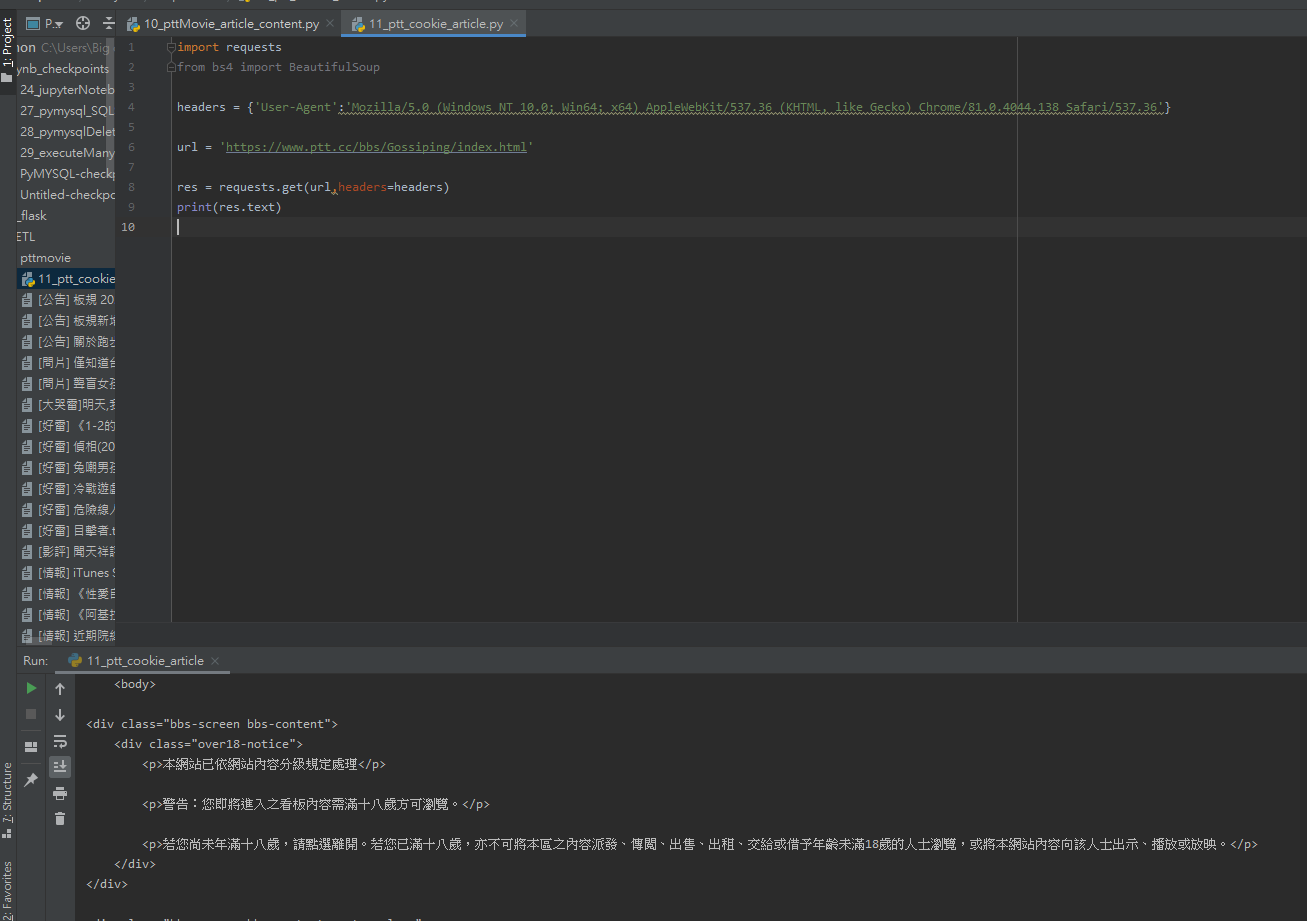 P..
10_pttMovie_article_content.py
11_ptt_cookie_article.py
1: Project
non C:\Users\Big
ynb_checkpoints
24_jupyterNoteb
27_pymysql_SQL
28_pymysqlDelet
29_executeMany
PyMYSQL-check
Untitled-checkpo
_flask
ETL
pttmovie
11_ptt_cookie
[公告] 板規 20
[公告] 板規新增
[公告] 關於跑
[問片] 僅知道
[問片] 聾盲女
[大哭雷]明天,
[好雷] 《1-2的
[好雷] 偵相(20
[好雷] 兔嘲男
[好雷] 冷戰遊
[好雷] 危險線人
[好雷] 目擊者.t
[影評] 聞天祥
[情報] iTunes S
[情報] 《性愛自
[情報] 《阿基拉
[情報] 近期院線
1 import requests
2 from bs4 import BeautifulSoup
3
4 headers = {'User-Agent':'Mozilla/5.0 (Windows NT 10.0; Win64; x64) AppleWebKit/537.36 (KHTML, like Gecko) Chrome/81.0.4044.138 Safari/537.36'}
5
6 url = 'https://www.ptt.cc/bbs/Gossiping/index.html'
7
8 res = requests.get(url,headers=headers)
9 print(res.text)
10
Run: 11_ptt_cookie_article
<body>
<div class="bbs-screen bbs-content">
<div class="over18-notice">
<p>本網站已依網站內容分級規定處理</p>
<p>警告：您即將進入之看板內容需滿十八歲方可瀏覽。</p>
<p>若您尚未年滿十八歲，請點選離開。若您已滿十八歲，亦不可將本區之內容派發、傳閱、出售、出租、交給或借予年齡未滿18歲的人士瀏覽，或將本網站內容向該人士出示、播放或放映。</p>
</div>
</div>
7: Structure
2: Favorites